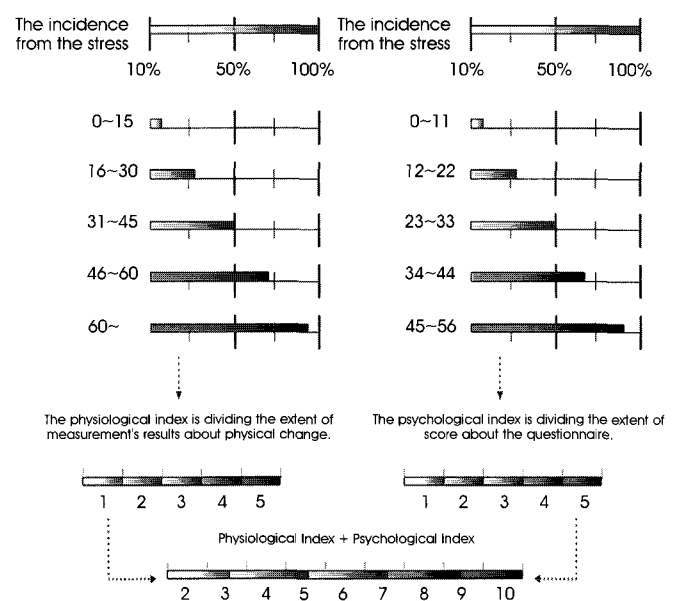 The incidence
from the stress
10% 50% 100%
0~15
16~30
31~45
46~60
60~
The physiological index is dividing the extent of
measurement's results about physical change.
1 2 3 4 5
The incidence
from the stress
10% 50% 100%
0~11
12~22
23~33
34~44
45~56
The psychological index is dividing the extent of
score about the questionnaire.
1 2 3 4 5
Physiological Index + Psychological Index
2 3 4 5 6 7 8 9 10